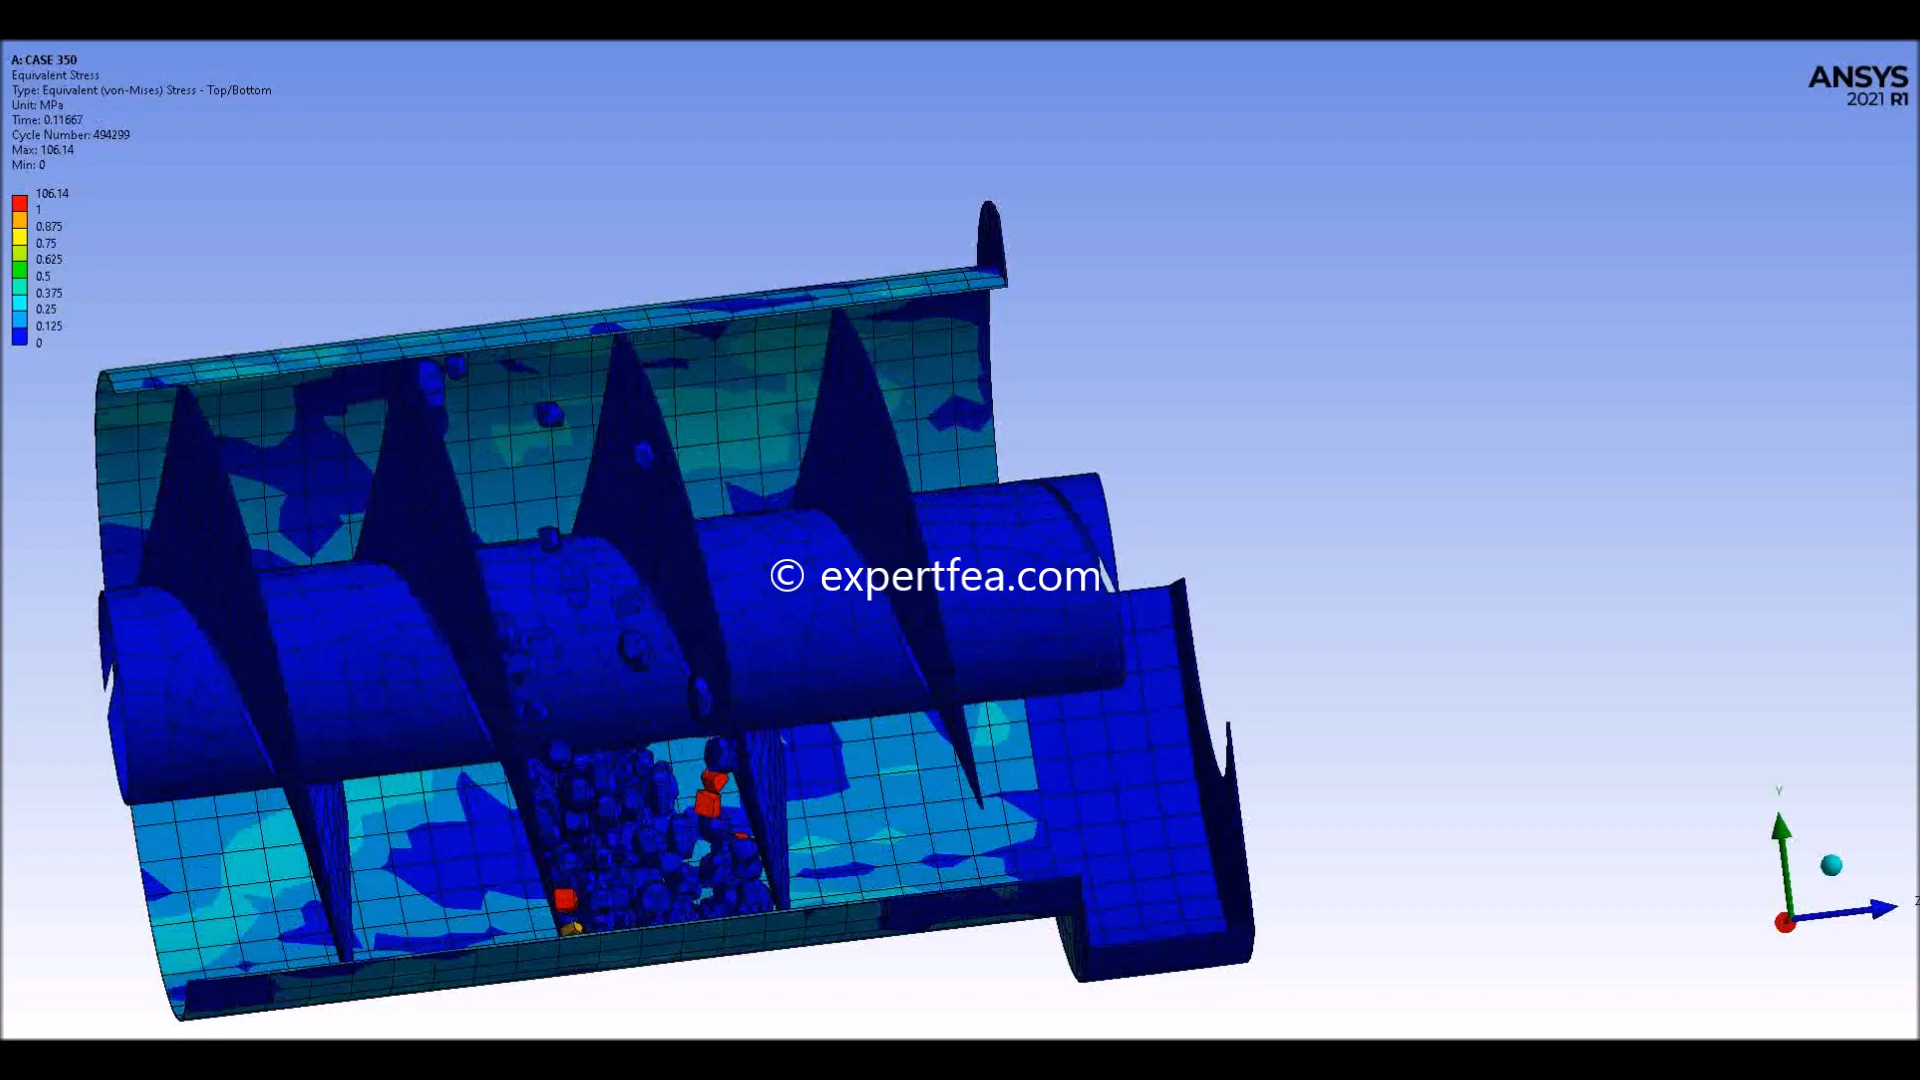 A: CASE 350
Equivalent Stress
Type: Equivalent (von-Mises) Stress - Top/Bottom
Unit: MPa
Time: 0.11667
Cycle Number: 494299
Max: 106.14
Min: 0
106.14
1
0.875
0.75
0.625
0.5
0.375
0.25
0.125
0
ANSYS
2021 R1
© expertfea.com
Y
Z